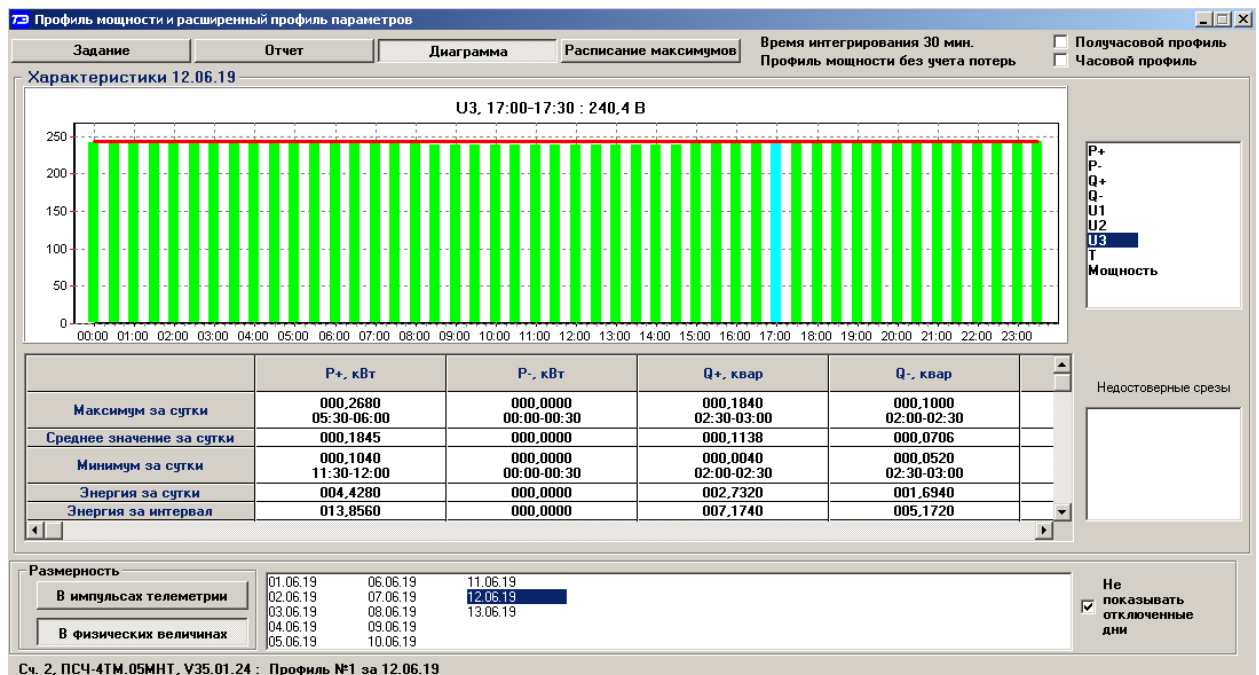 ТЭ Профиль мощности и расширенный профиль параметров
Задание Отчет Диаграмма Расписание максимумов Время интегрирования 30 мин. Получасовой профиль
Профиль мощности без учета потерь Часовой профиль
Характеристики 12.06.19
U3, 17:00-17:30 : 240,4 В
250
200
150
100
50
0
00:00 01:00 02:00 03:00 04:00 05:00 06:00 07:00 08:00 09:00 10:00 11:00 12:00 13:00 14:00 15:00 16:00 17:00 18:00 19:00 20:00 21:00 22:00 23:00
P+
P-
Q+
Q-
U1
U2
U3
T
Мощность
P+, кВт P-, кВт Q+, квар Q-, квар
Максимум за сутки 000,2680 000,0000 000,1840 000,1000
05:30-06:00 00:00-00:30 02:30-03:00 02:00-02:30
Среднее значение за сутки 000,1845 000,0000 000,1138 000,0706
Минимум за сутки 000,1040 000,0000 000,0040 000,0520
11:30-12:00 00:00-00:30 02:00-02:30 02:30-03:00
Энергия за сутки 004,4280 000,0000 002,7320 001,6940
Энергия за интервал 013,8560 000,0000 007,1740 005,1720
Недостоверные срезы
Размерность
В импульсах телеметрии
В физических величинах
01.06.19 06.06.19 11.06.19
02.06.19 07.06.19 12.06.19
03.06.19 08.06.19 13.06.19
04.06.19 09.06.19
05.06.19 10.06.19
Не
показывать
отключенные
дни
Сч. 2, ПСЧ-4ТМ.05МНТ, V35.01.24 : Профиль №1 за 12.06.19